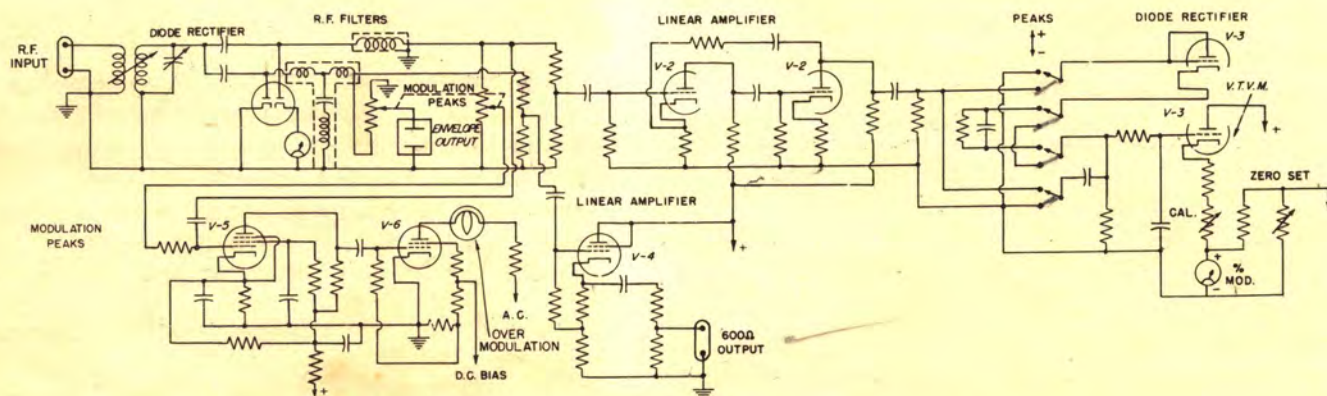 R.F. FILTERS
DIODE RECTIFIER
R.F.
INPUT
MODULATION
PEAKS
ENVELOPE
OUTPUT
LINEAR AMPLIFIER
V-2
V-2
PEAKS
+
-
DIODE RECTIFIER
V-3
V.T.V.M.
V-3
+
ZERO SET
CAL.
+
-
%
MOD.
MODULATION
PEAKS
V-5
V-6
A.C.
OVER
MODULATION
D.C. BIAS
+
LINEAR AMPLIFIER
V-4
+
600Ω
OUTPUT